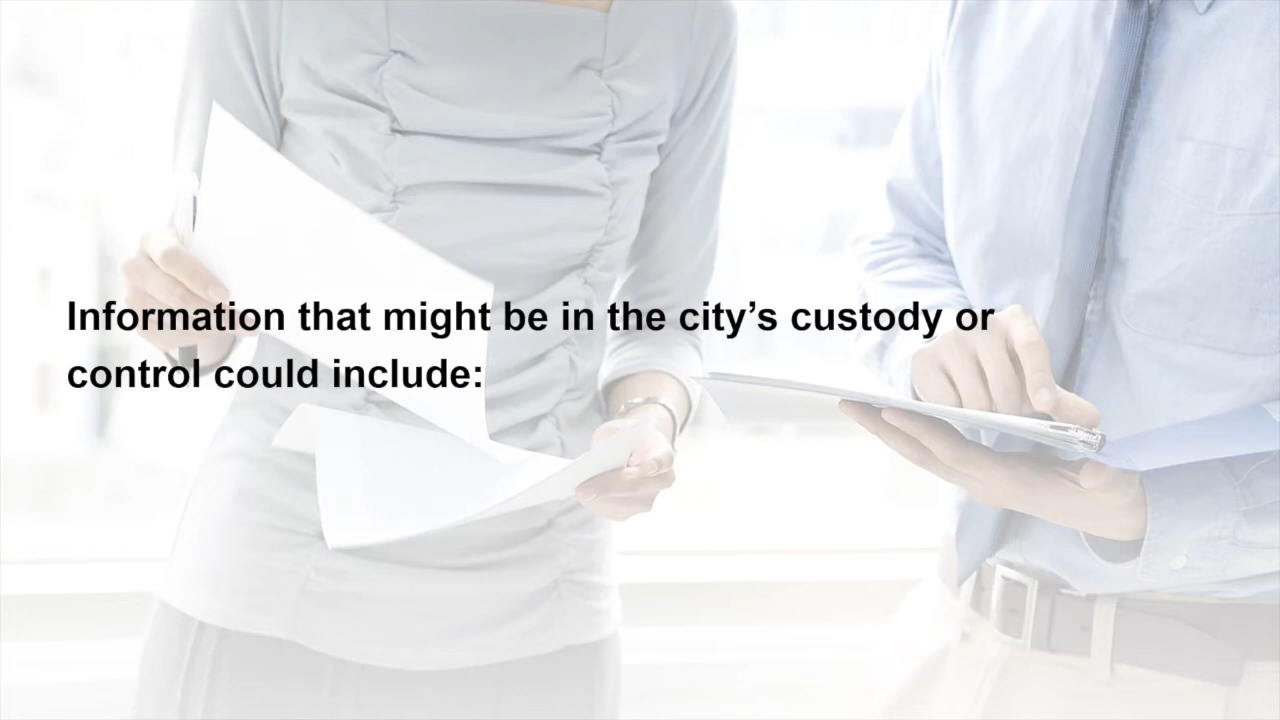 Information that might be in the city’s custody or
control could include: